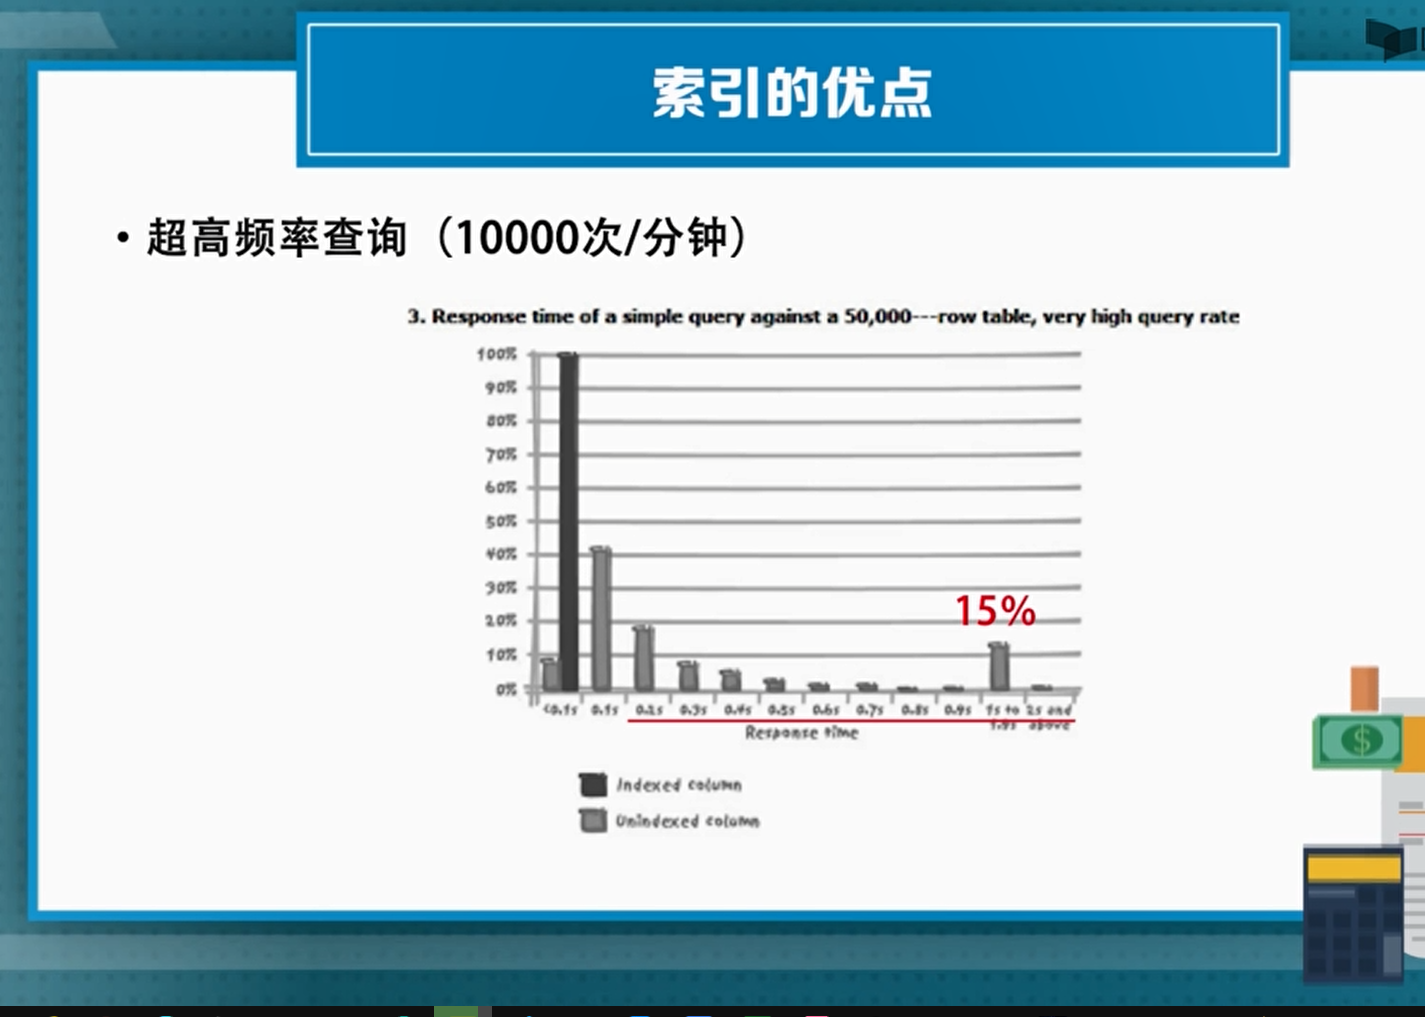 索引的优点
• 超高频率查询（10000次/分钟）
3. Response time of a simple query against a 50,000---row table, very high query rate
100%
90%
80%
70%
60%
50%
40%
30%
20%
10%
0%
15%
<0.1s 0.1s 0.2s 0.3s 0.4s 0.5s 0.6s 0.7s 0.8s 0.9s 1s to 2s and
1.9s above
Response time
Indexed column
Unindexed column
$